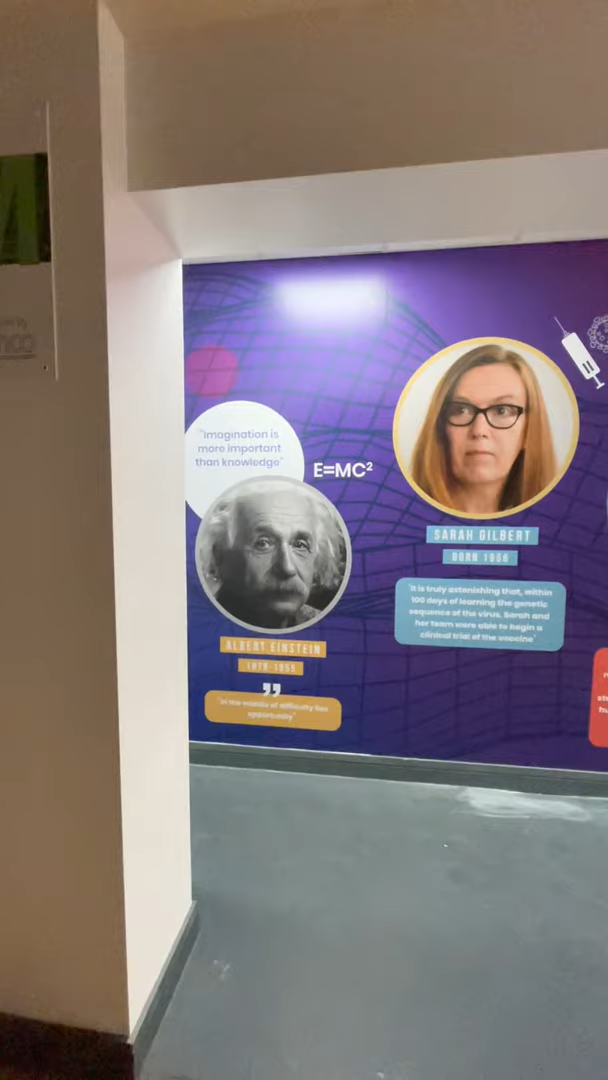 "Imagination is
more important
than knowledge"
E=MC²
ALBERT EINSTEIN
1879-1955
"In the middle of difficulty lies
opportunity"
SARAH GILBERT
BORN 1956
"It is truly astonishing that, within
100 days of learning the genetic
sequence of the virus, Sarah and
her team were able to begin a
clinical trial of the vaccine"